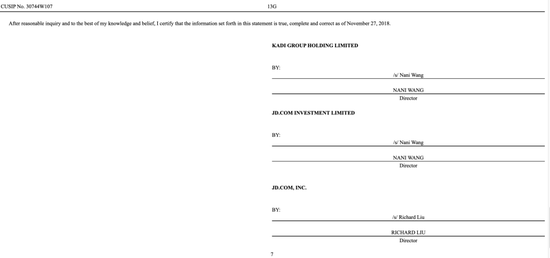 CUSIP No. 30744W107 13G
After reasonable inquiry and to the best of my knowledge and belief, I certify that the information set forth in this statement is true, complete and correct as of November 27, 2018.
KADI GROUP HOLDING LIMITED
BY:
/s/ Nani Wang
NANI WANG
Director
JD.COM INVESTMENT LIMITED
BY:
/s/ Nani Wang
NANI WANG
Director
JD.COM, INC.
BY:
/s/ Richard Liu
RICHARD LIU
Director
7